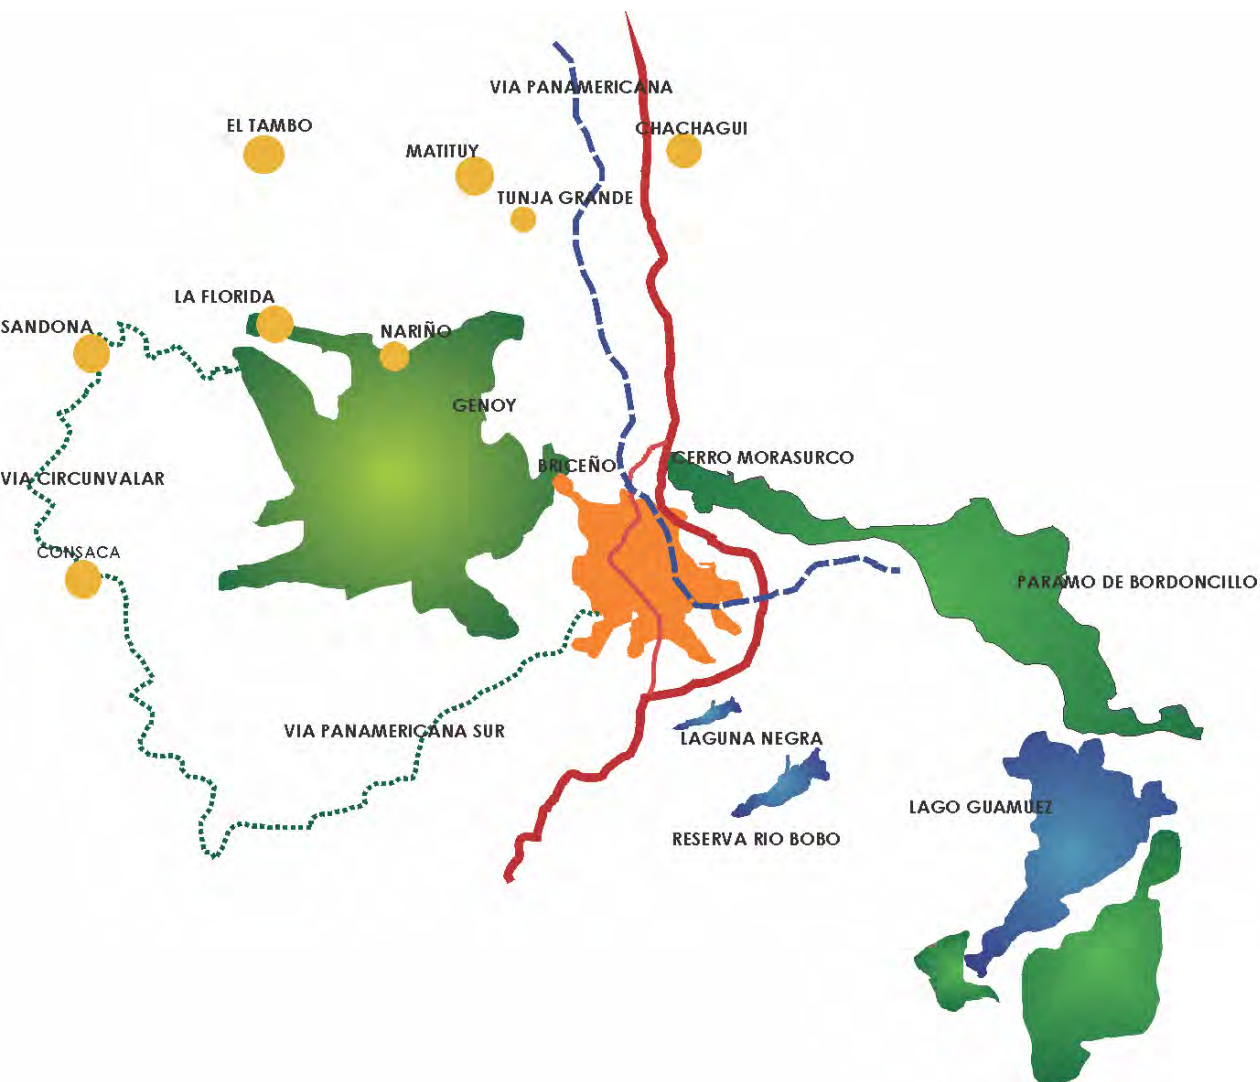 VIA PANAMERICANA
EL TAMBO
CHACHAGUI
MATITUY
TUNJA GRANDE
LA FLORIDA
SANDONA
NARIÑO
GENOY
CERRO MORASURCO
BRICEÑO
VIA CIRCUNVALAR
CONSACA
PARAMO DE BORDONCILLO
VIA PANAMERICANA SUR
LAGUNA NEGRA
LAGO GUAMUEZ
RESERVA RIO BOBO